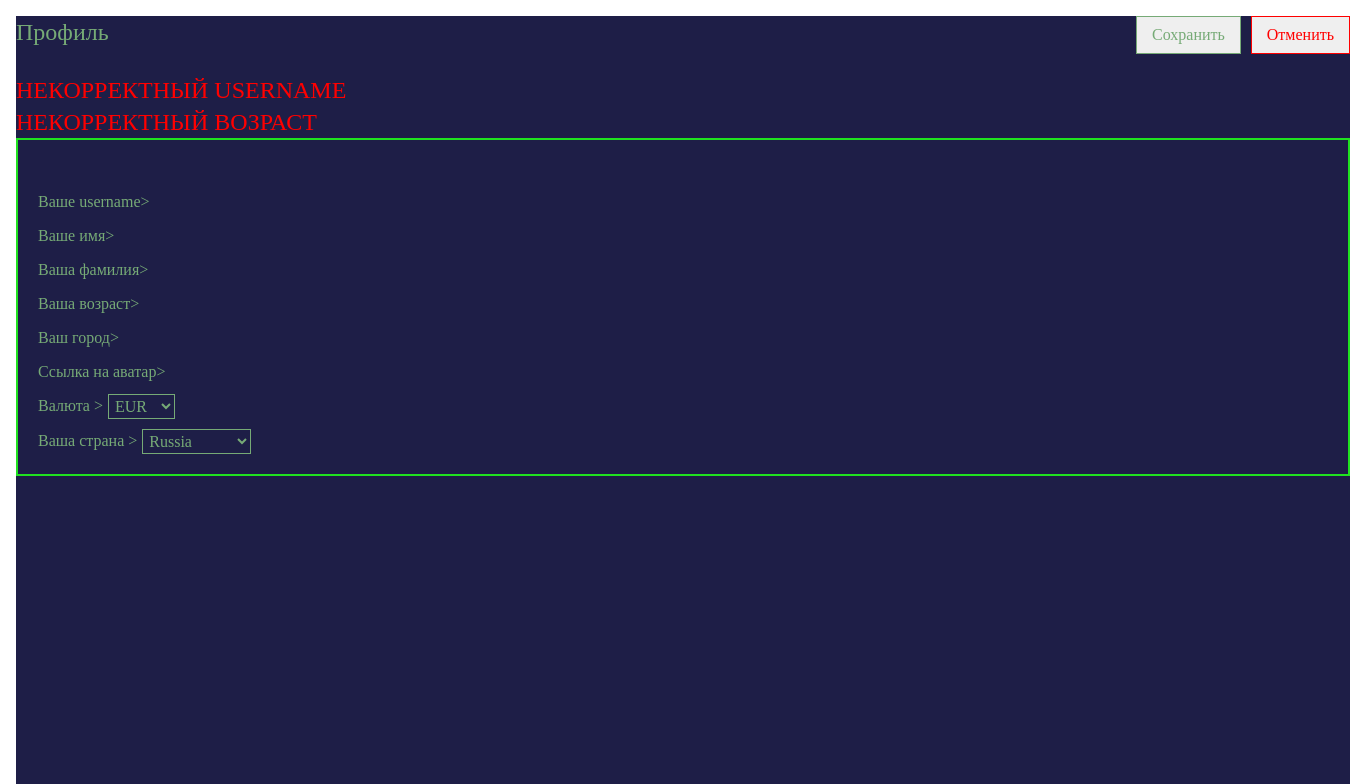 Профиль
Сохранить Отменить
НЕКОРРЕКТНЫЙ USERNAME
НЕКОРРЕКТНЫЙ ВОЗРАСТ
Ваше username>
Ваше имя>
Ваша фамилия>
Ваша возраст>
Ваш город>
Ссылка на аватар>
Валюта > EUR
Ваша страна > Russia